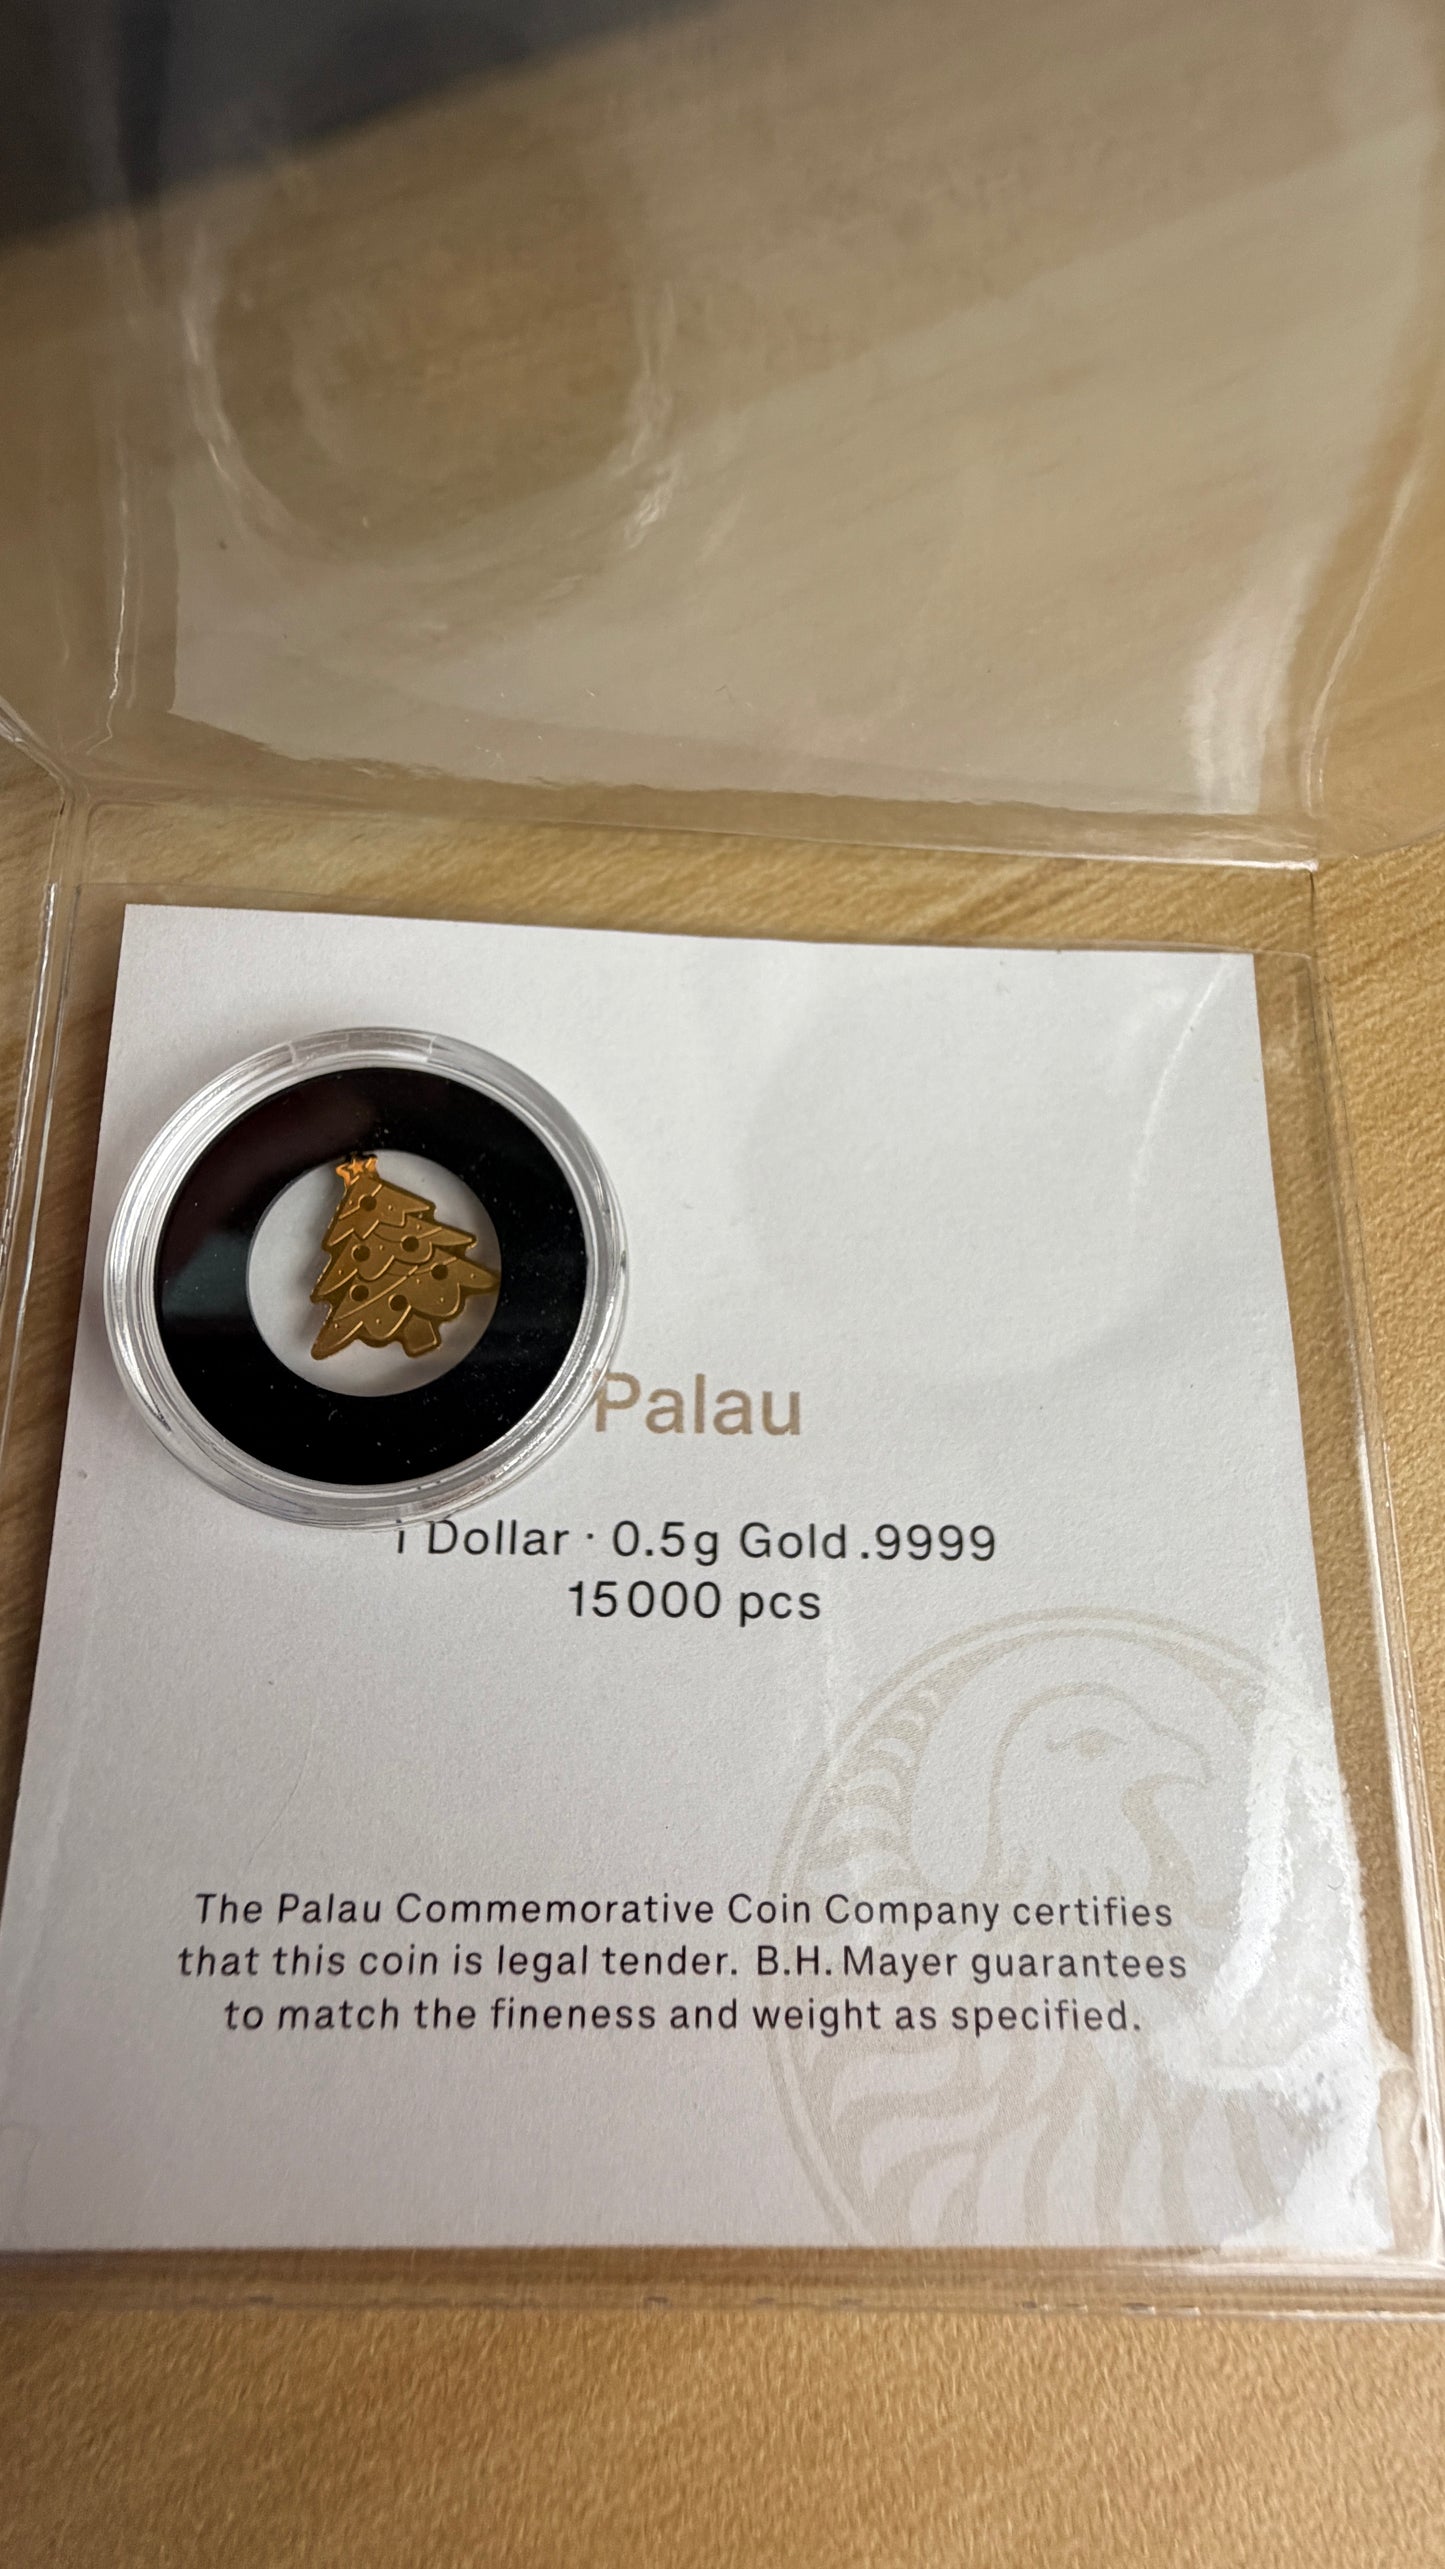 Palau
1 Dollar · 0.5g Gold .9999
15000 pcs
The Palau Commemorative Coin Company certifies
that this coin is legal tender. B.H. Mayer guarantees
to match the fineness and weight as specified.